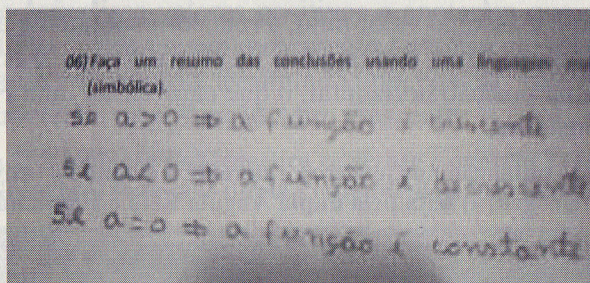 06) Faça um resumo das conclusões usando uma linguagem
(simbólica).
se a > 0 ⇒ a função é crescente
se a < 0 ⇒ a função é decrescente
Se a = 0 ⇒ a função é constante